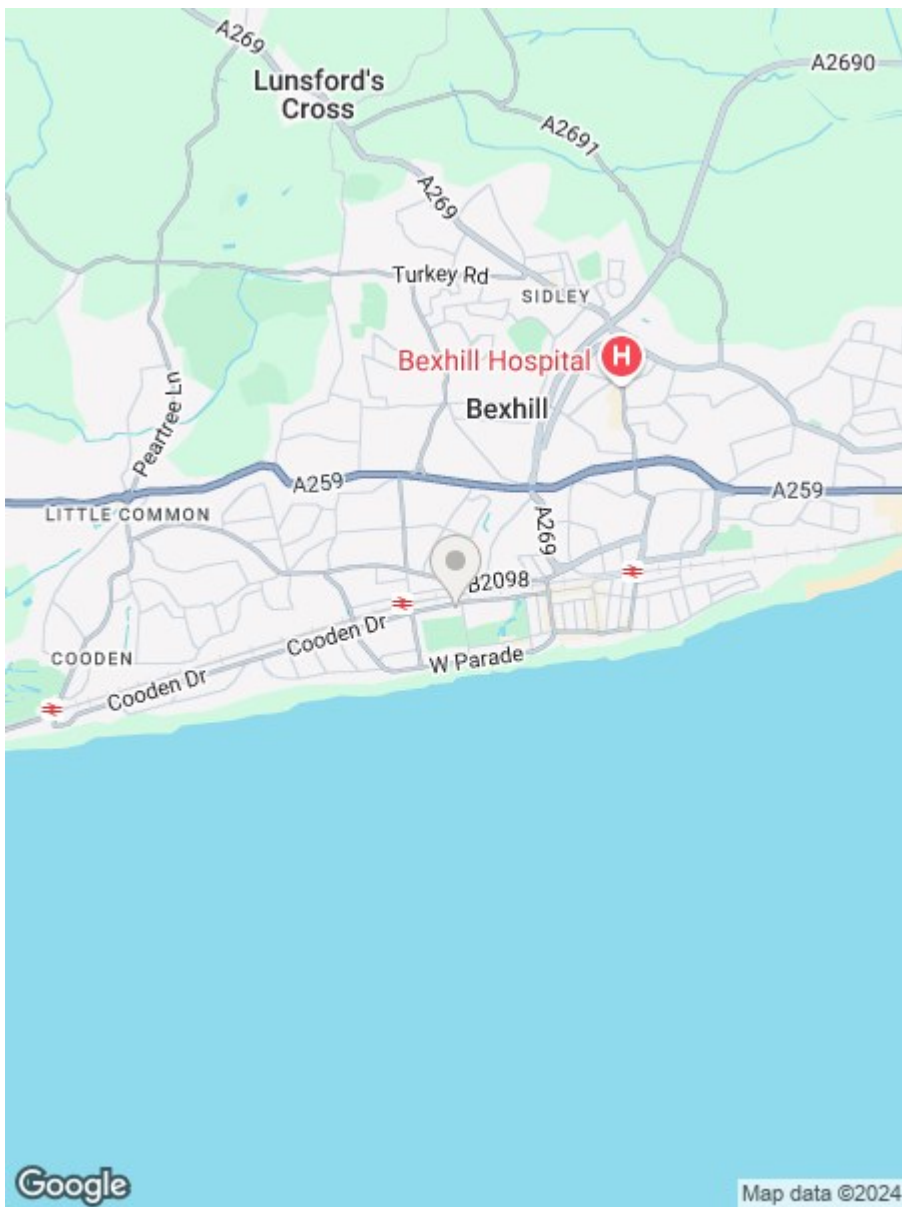 A269
A2690
Lunsford's
Cross
A2691
A269
Turkey Rd
SIDLEY
Bexhill Hospital
H
Bexhill
Peartree Ln
A259
A259
LITTLE COMMON
A269
B2098
Cooden Dr
COODEN
W Parade
Cooden Dr
Google
Map data ©2024